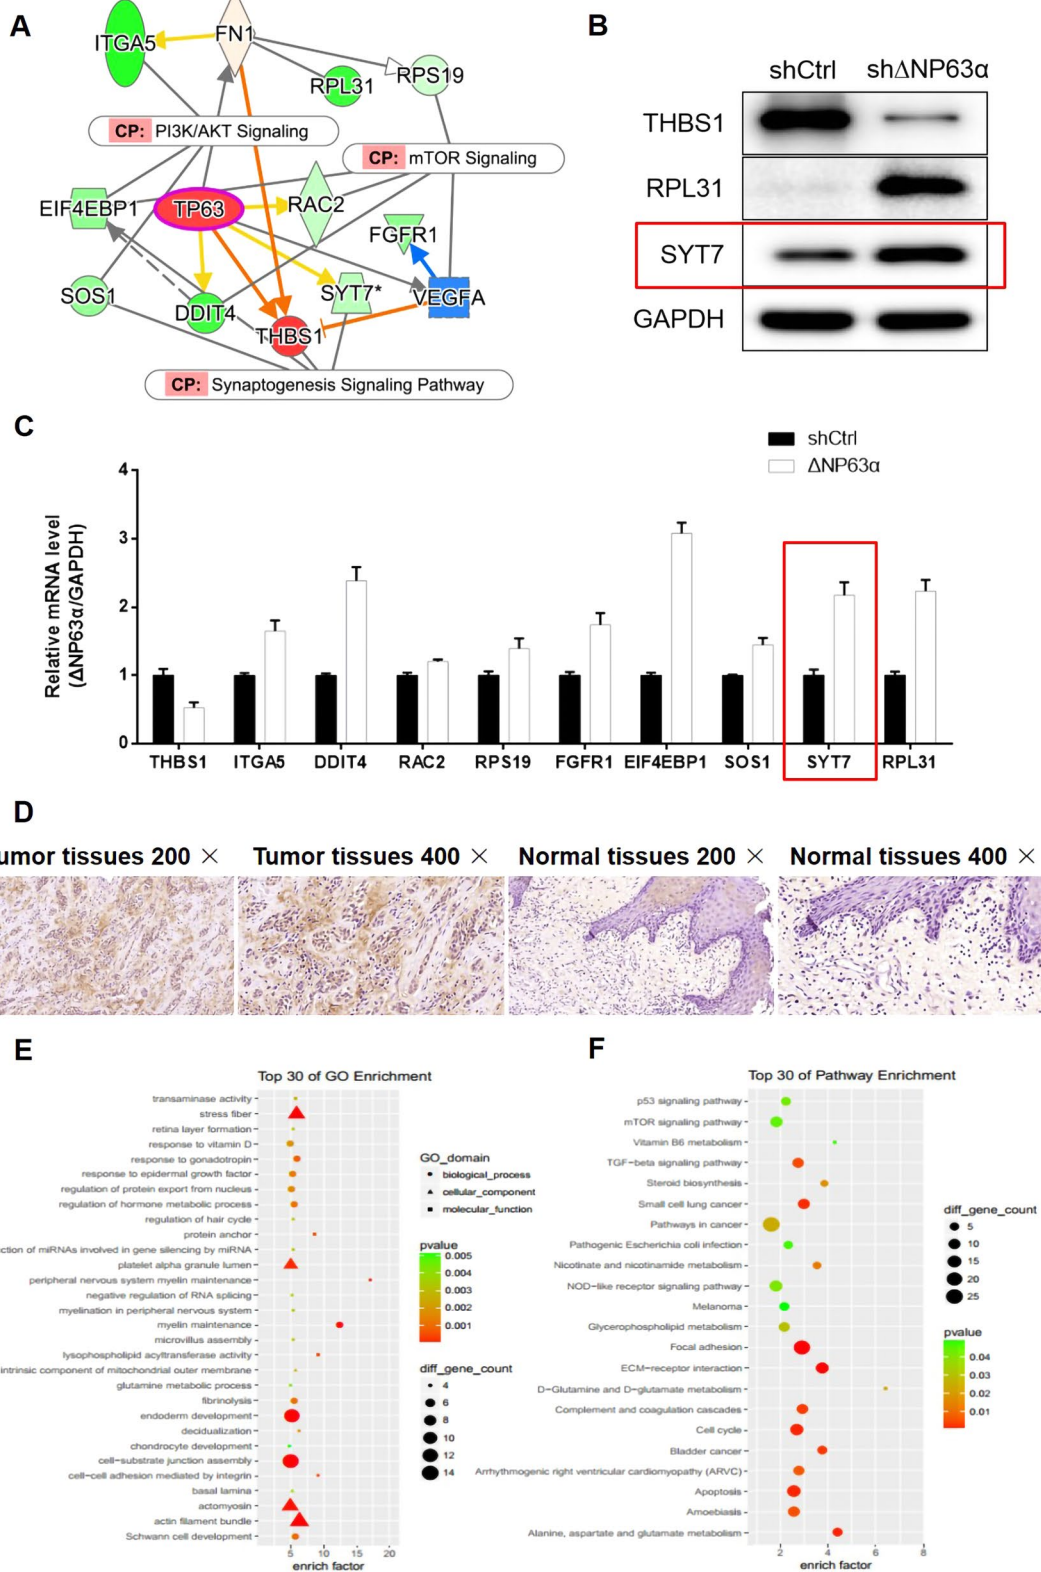 A
ITGA5
FN1
RPL31
RPS19
CP: PI3K/AKT Signaling
CP: mTOR Signaling
EIF4EBP1
TP63
RAC2
FGFR1
SOS1
DDIT4
SYT7*
VEGFA
THBS1
CP: Synaptogenesis Signaling Pathway
B
shCtrl shΔNP63α
THBS1
RPL31
SYT7
GAPDH
C
shCtrl
ΔNP63α
Relative mRNA level
(ΔNP63α/GAPDH)
4
3
2
1
0
THBS1 ITGA5 DDIT4 RAC2 RPS19 FGFR1 EIF4EBP1 SOS1 SYT7 RPL31
D
umor tissues 200 × Tumor tissues 400 × Normal tissues 200 × Normal tissues 400 ×
E
Top 30 of GO Enrichment
transaminase activity
stress fiber
retina layer formation
response to vitamin D
response to gonadotropin
response to epidermal growth factor
regulation of protein export from nucleus
regulation of hormone metabolic process
regulation of hair cycle
protein anchor
ction of miRNAs involved in gene silencing by miRNA
platelet alpha granule lumen
peripheral nervous system myelin maintenance
negative regulation of RNA splicing
myelination in peripheral nervous system
myelin maintenance
microvillus assembly
lysophospholipid acyltransferase activity
intrinsic component of mitochondrial outer membrane
glutamine metabolic process
fibrinolysis
endoderm development
decidualization
chondrocyte development
cell−substrate junction assembly
cell−cell adhesion mediated by integrin
basal lamina
actomyosin
actin filament bundle
Schwann cell development
5 10 15 20
enrich factor
GO_domain
biological_process
cellular_component
molecular_function
pvalue
0.005
0.004
0.003
0.002
0.001
diff_gene_count
4
6
8
10
12
14
F
Top 30 of Pathway Enrichment
p53 signaling pathway
mTOR signaling pathway
Vitamin B6 metabolism
TGF−beta signaling pathway
Steroid biosynthesis
Small cell lung cancer
Pathways in cancer
Pathogenic Escherichia coli infection
Nicotinate and nicotinamide metabolism
NOD−like receptor signaling pathway
Melanoma
Glycerophospholipid metabolism
Focal adhesion
ECM−receptor interaction
D−Glutamine and D−glutamate metabolism
Complement and coagulation cascades
Cell cycle
Bladder cancer
Arrhythmogenic right ventricular cardiomyopathy (ARVC)
Apoptosis
Amoebiasis
Alanine, aspartate and glutamate metabolism
2 4 6 8
enrich factor
diff_gene_count
5
10
15
20
25
pvalue
0.04
0.03
0.02
0.01